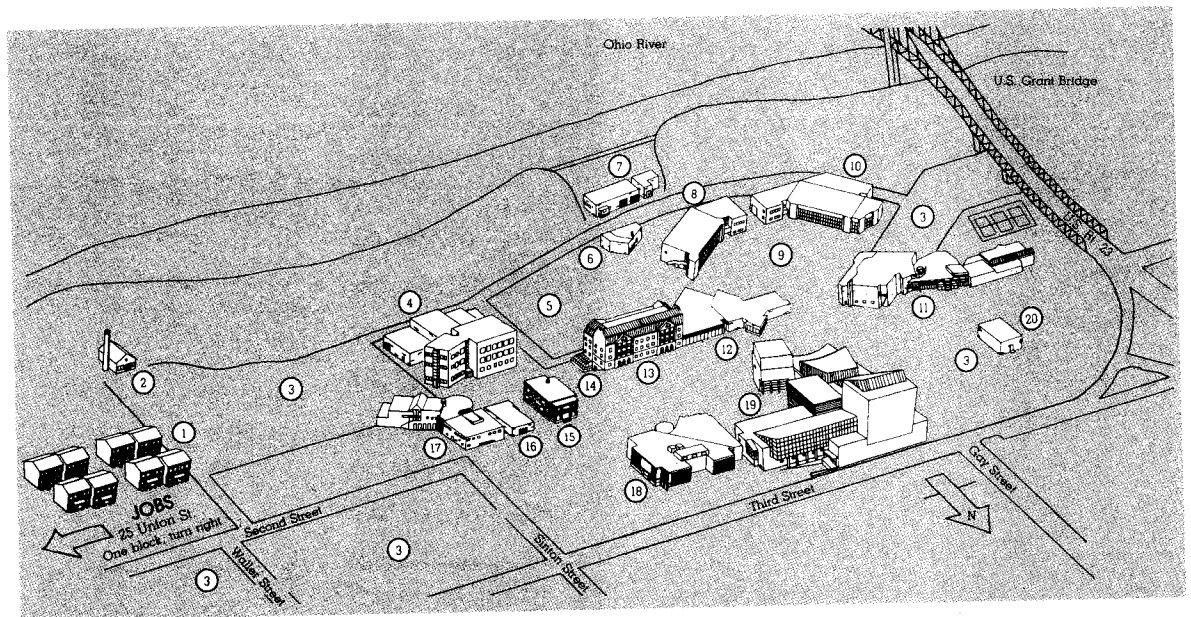 Ohio River
U.S. Grant Bridge
7
10
8
3
6
9
23
4
5
11
20
12
2
3
14
13
3
19
1
17
16
15
18
JOBS
25 Union St
One block, turn right
Second Street
Third Street
Gay Street
N
3
Sinton Street
3
Waller Street